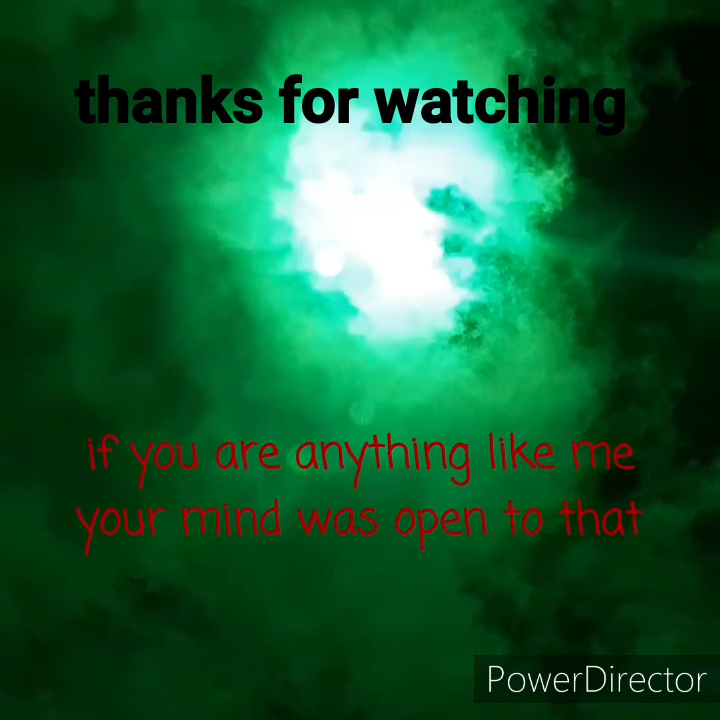 thanks for watching
if you are anything like me
your mind was open to that
PowerDirector